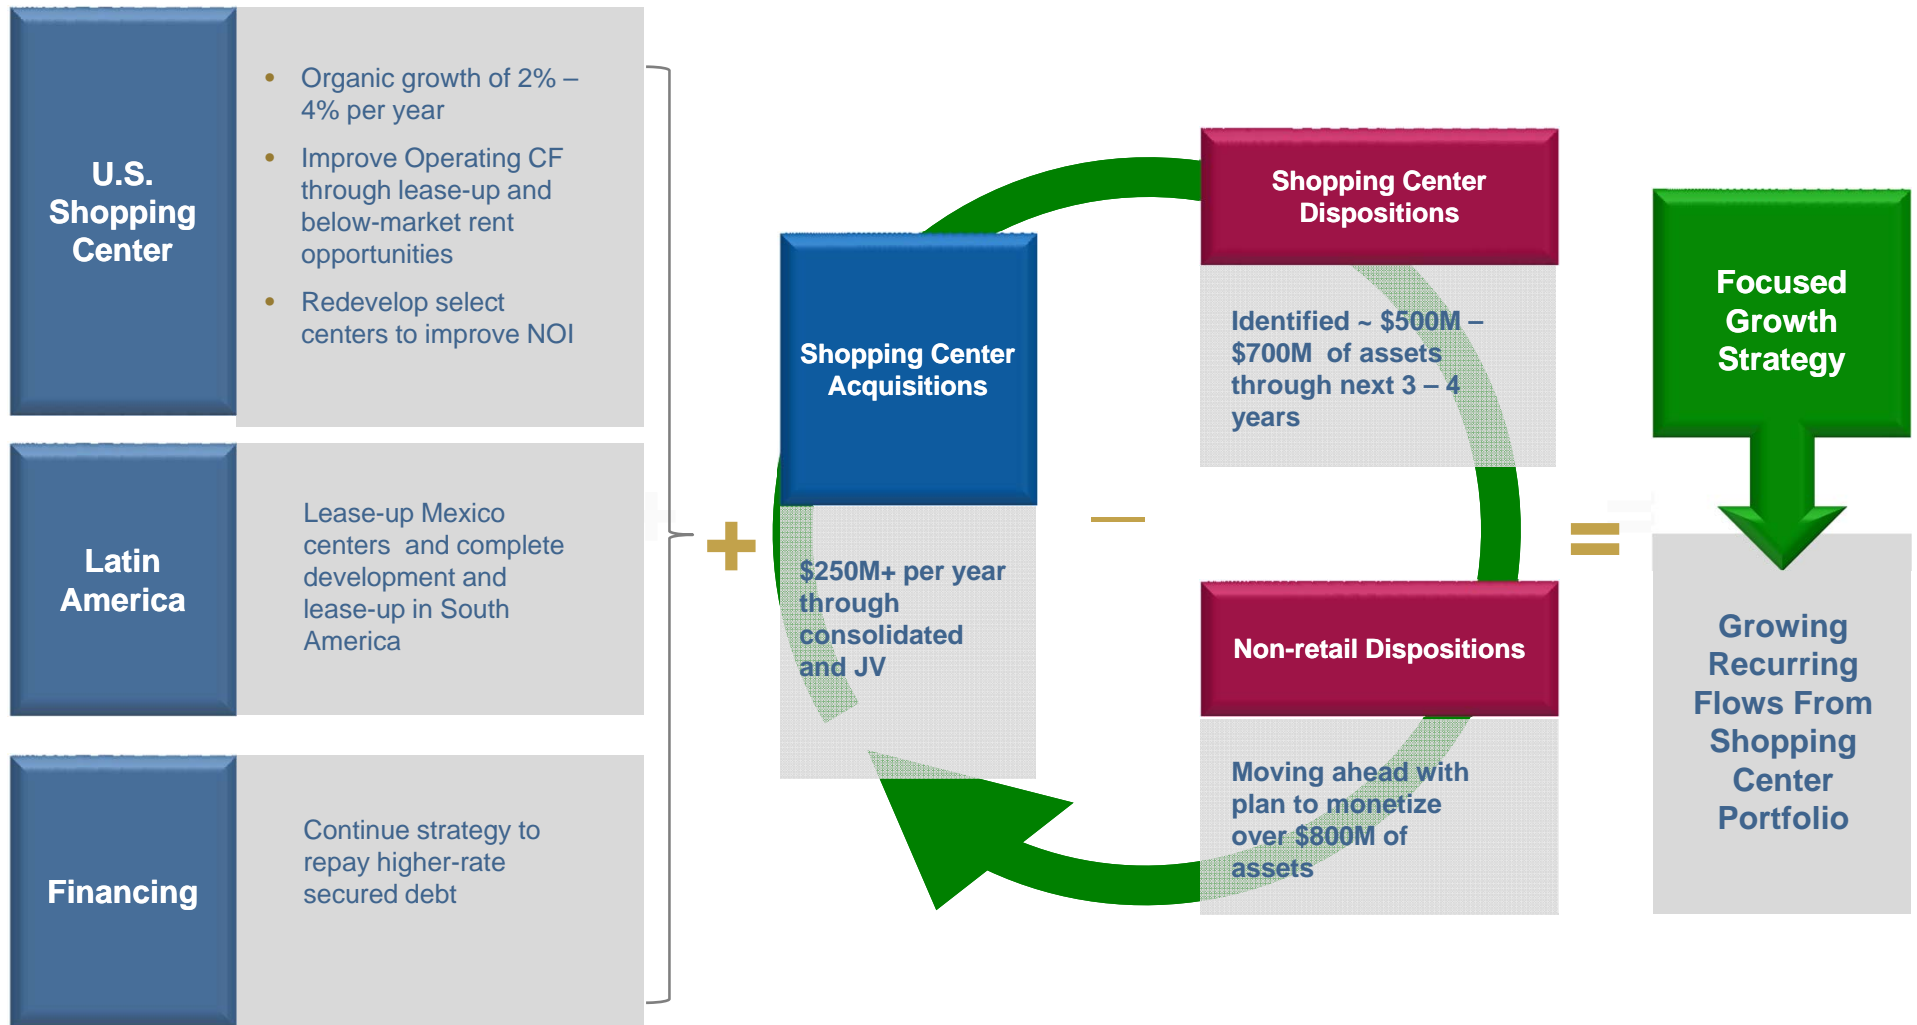 U.S.
Shopping
Center
• Organic growth of 2% –
4% per year
• Improve Operating CF
through lease-up and
below-market rent
opportunities
• Redevelop select
centers to improve NOI
Latin
America
Lease-up Mexico
centers and complete
development and
lease-up in South
America
Financing
Continue strategy to
repay higher-rate
secured debt
+
Shopping Center
Acquisitions
$250M+ per year
through
consolidated
and JV
–
Shopping Center
Dispositions
Identified ~ $500M –
$700M of assets
through next 3 – 4
years
Non-retail Dispositions
Moving ahead with
plan to monetize
over $800M of
assets
=
Focused
Growth
Strategy
Growing
Recurring
Flows From
Shopping
Center
Portfolio